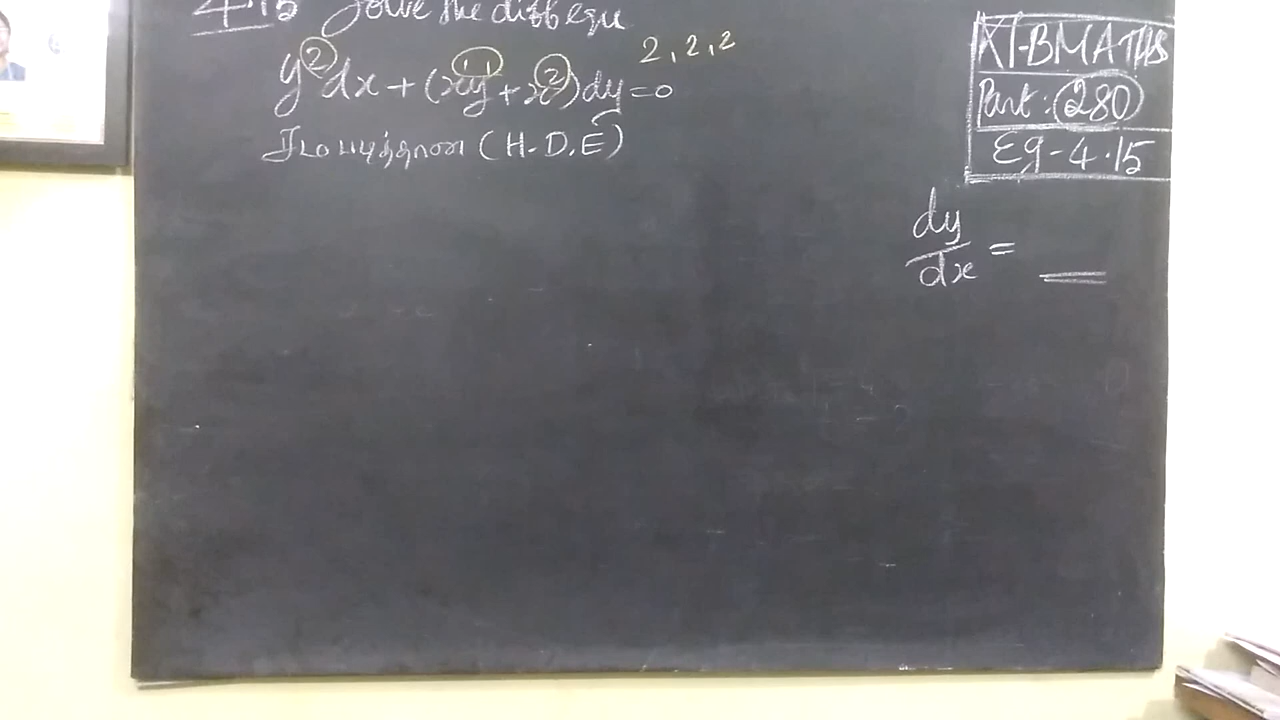 4.15 Solve the diff equ
2, 2, 2
y²dx + (xy + x²)dy = 0
சமபடித்தான (H.D.E)
XI-BMATHS
Part: 280
Eg-4.15
dy/dx =